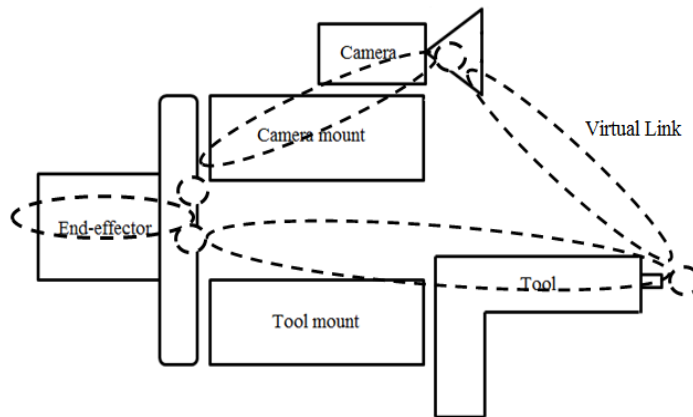 Camera
Camera mount
Virtual Link
End-effector
Tool
Tool mount